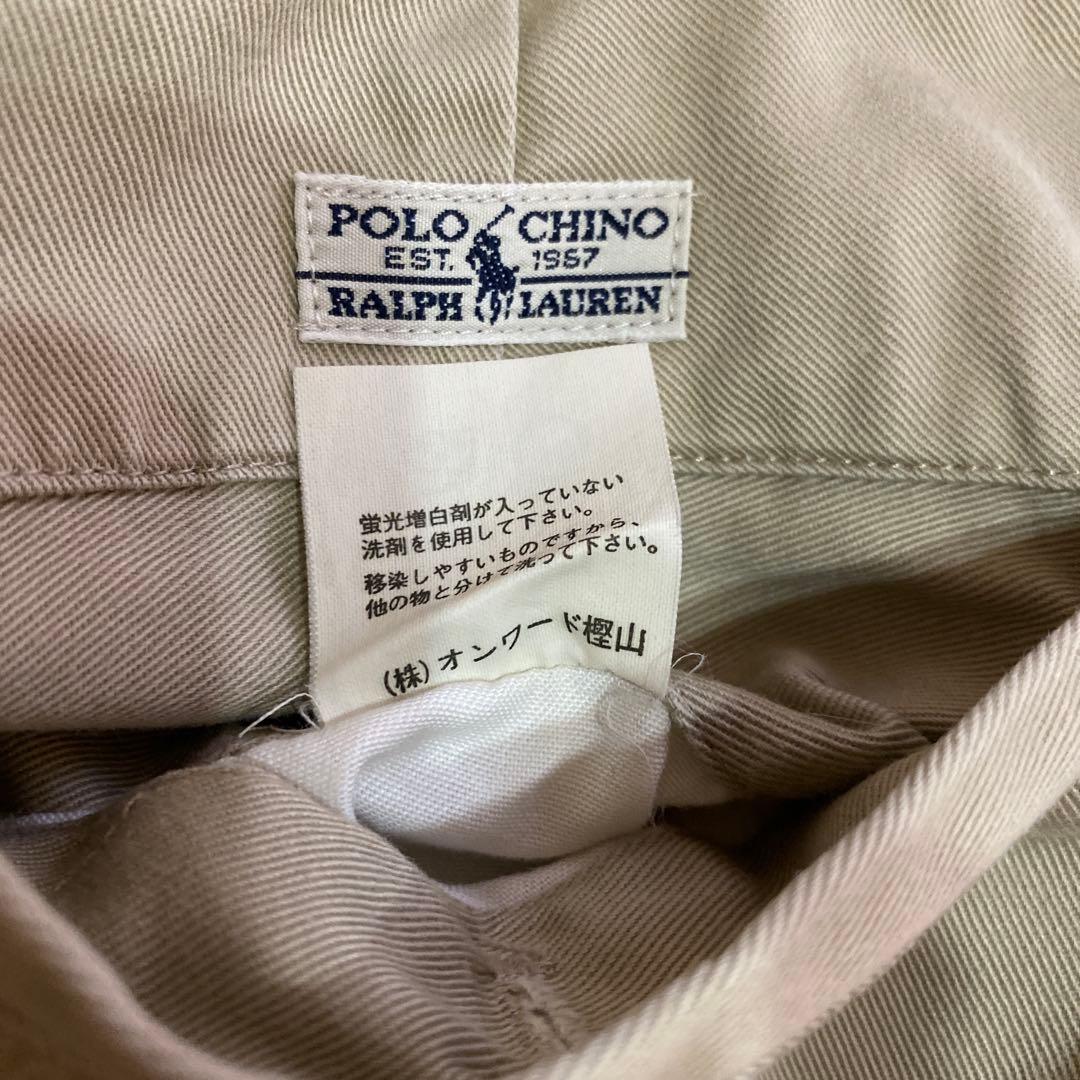 POLO CHINO
EST. 1967
RALPH LAUREN
蛍光増白剤が入っていない
洗剤を使用して下さい。
移染しやすいものですから、
他の物と分けて洗って下さい。
(株)オンワード樫山